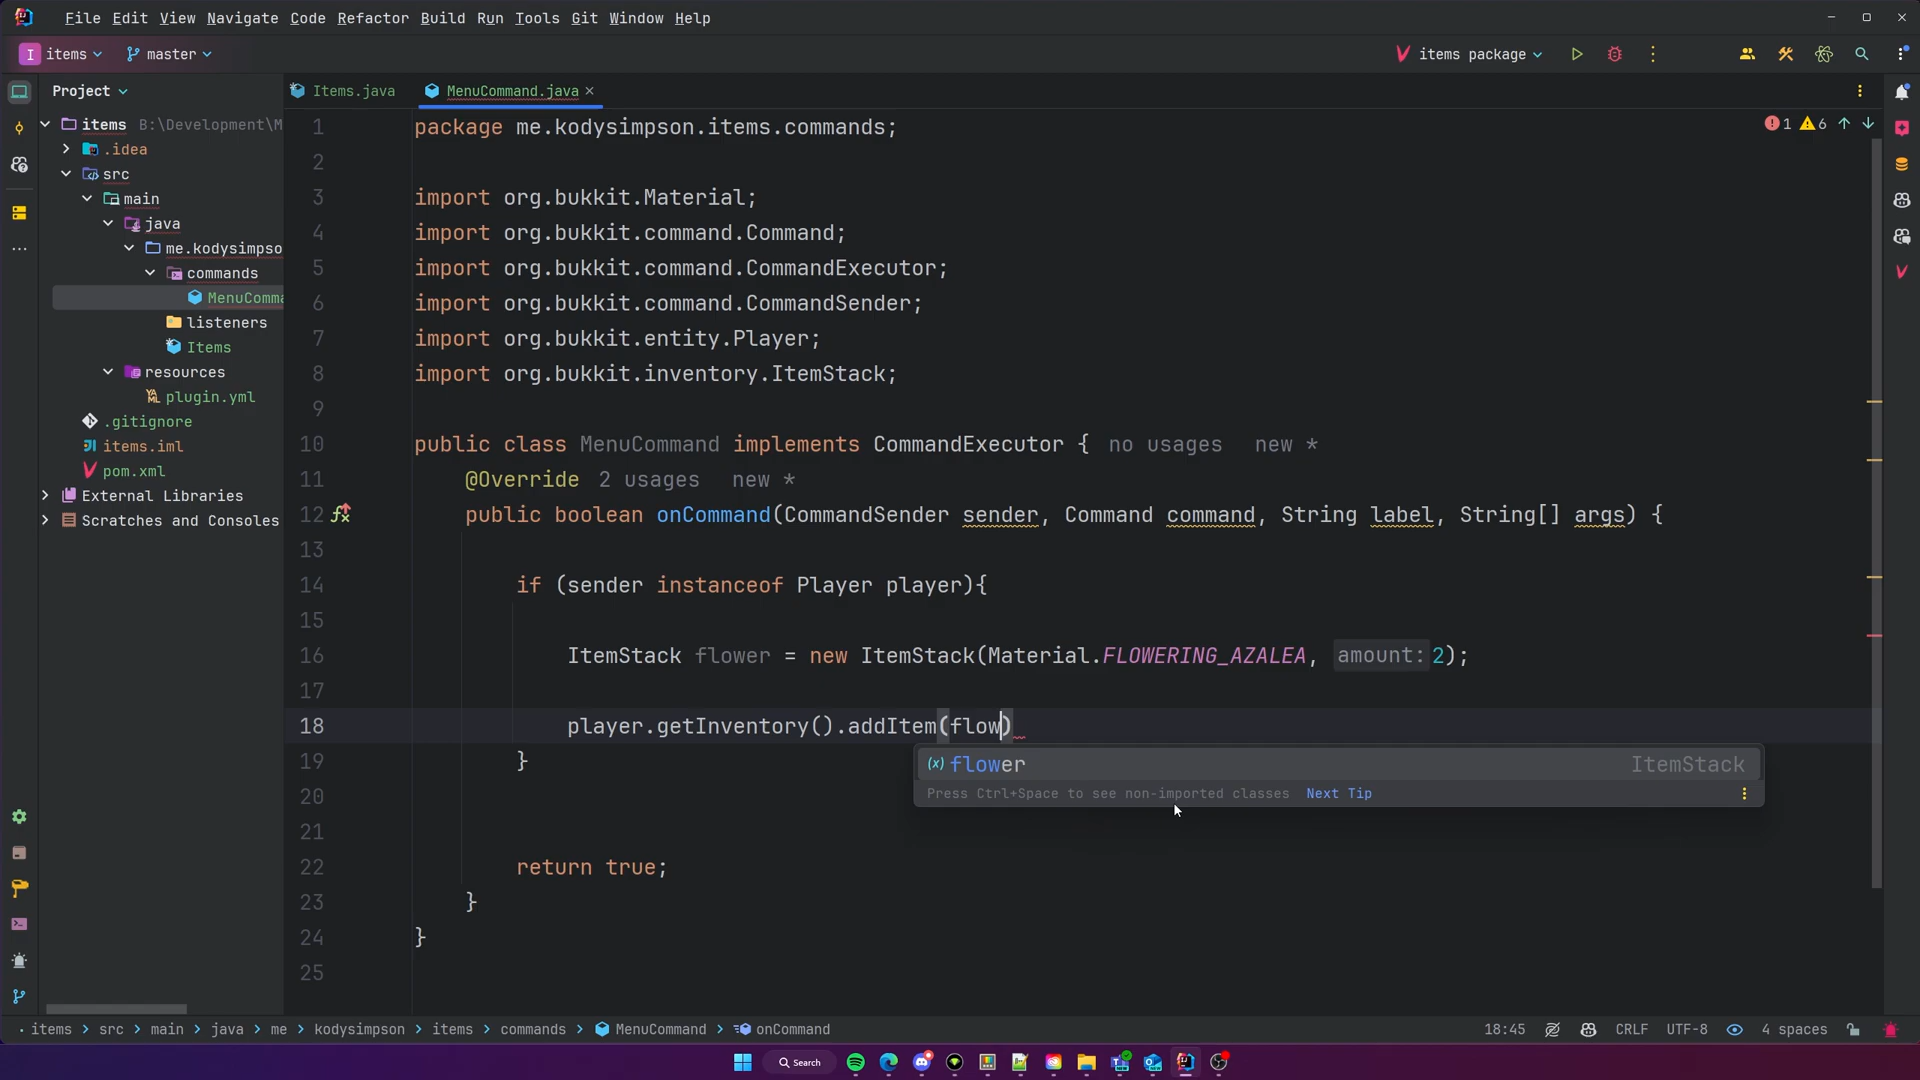 File Edit View Navigate Code Refactor Build Run Tools Git Window Help
I items master items package
Project Items.java MenuCommand.java
items B:\Development\M
.idea
src
main
java
me.kodysimpso
commands
MenuComma
listeners
Items
resources
plugin.yml
.gitignore
items.iml
pom.xml
External Libraries
Scratches and Consoles
1 6
1 package me.kodysimpson.items.commands;
2
3 import org.bukkit.Material;
4 import org.bukkit.command.Command;
5 import org.bukkit.command.CommandExecutor;
6 import org.bukkit.command.CommandSender;
7 import org.bukkit.entity.Player;
8 import org.bukkit.inventory.ItemStack;
9
10 public class MenuCommand implements CommandExecutor { no usages new *
11 @Override 2 usages new *
12 public boolean onCommand(CommandSender sender, Command command, String label, String[] args) {
13
14 if (sender instanceof Player player){
15
16 ItemStack flower = new ItemStack(Material.FLOWERING_AZALEA, amount: 2);
17
18 player.getInventory().addItem(flow)
19 }
(x) flower ItemStack
Press Ctrl+Space to see non-imported classes Next Tip
20
21
22 return true;
23 }
24 }
25
items > src > main > java > me > kodysimpson > items > commands > MenuCommand > onCommand 18:45 CRLF UTF-8 4 spaces
Search